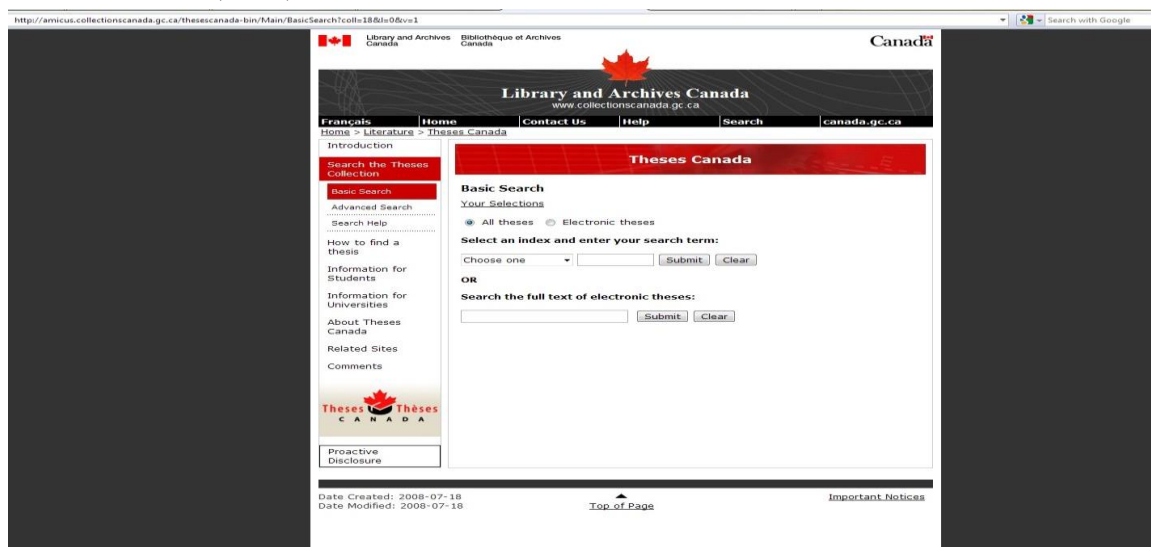 http://amicus.collectionscanada.gc.ca/thesescanada-bin/Main/BasicSearch?coll=18&l=0&v=1
Search with Google
Library and Archives Canada
Bibliothèque et Archives Canada
Canada
Library and Archives Canada
www.collectionscanada.gc.ca
Français Home Contact Us Help Search canada.gc.ca
Home > Literature > Theses Canada
Introduction
Search the Theses
Collection
Basic Search
Advanced Search
Search Help
How to find a
thesis
Information for
Students
Information for
Universities
About Theses
Canada
Related Sites
Comments
Theses Thèses
CANADA
Proactive
Disclosure
Theses Canada
Basic Search
Your Selections
All theses Electronic theses
Select an index and enter your search term:
Choose one Submit Clear
OR
Search the full text of electronic theses:
Submit Clear
Date Created: 2008-07-18
Date Modified: 2008-07-18
Top of Page
Important Notices